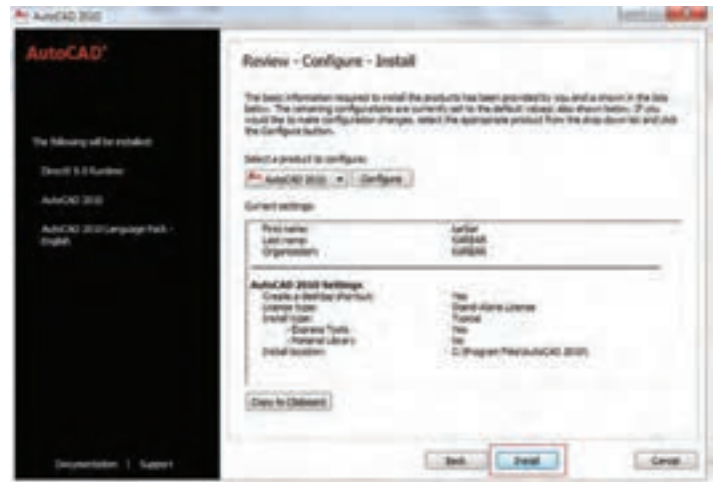 AutoCAD 2010
AutoCAD'
Review - Configure - Install
The basic information required to install the products has been provided by you and is shown in the lists
below. The remaining configurations are currently set to the default values, also shown below. If you
would like to make configuration changes, select the appropriate product from the drop-down list and click
the Configure button.
The following will be installed:
DirectX 9.0 Runtime
AutoCAD 2010
AutoCAD 2010 Language Pack -
English
Select a product to configure:
AutoCAD 2010
Configure
Current settings:
First name:
Last name:
Organization:
AutoCAD 2010 Settings
Create a desktop shortcut: Yes
License type: Stand-Alone License
Install type: Typical
- Express Tools: Yes
- Material Library: No
Install location: C:\Program Files\AutoCAD 2010\
Copy to Clipboard
Documentation | Support
Back
Install
Cancel